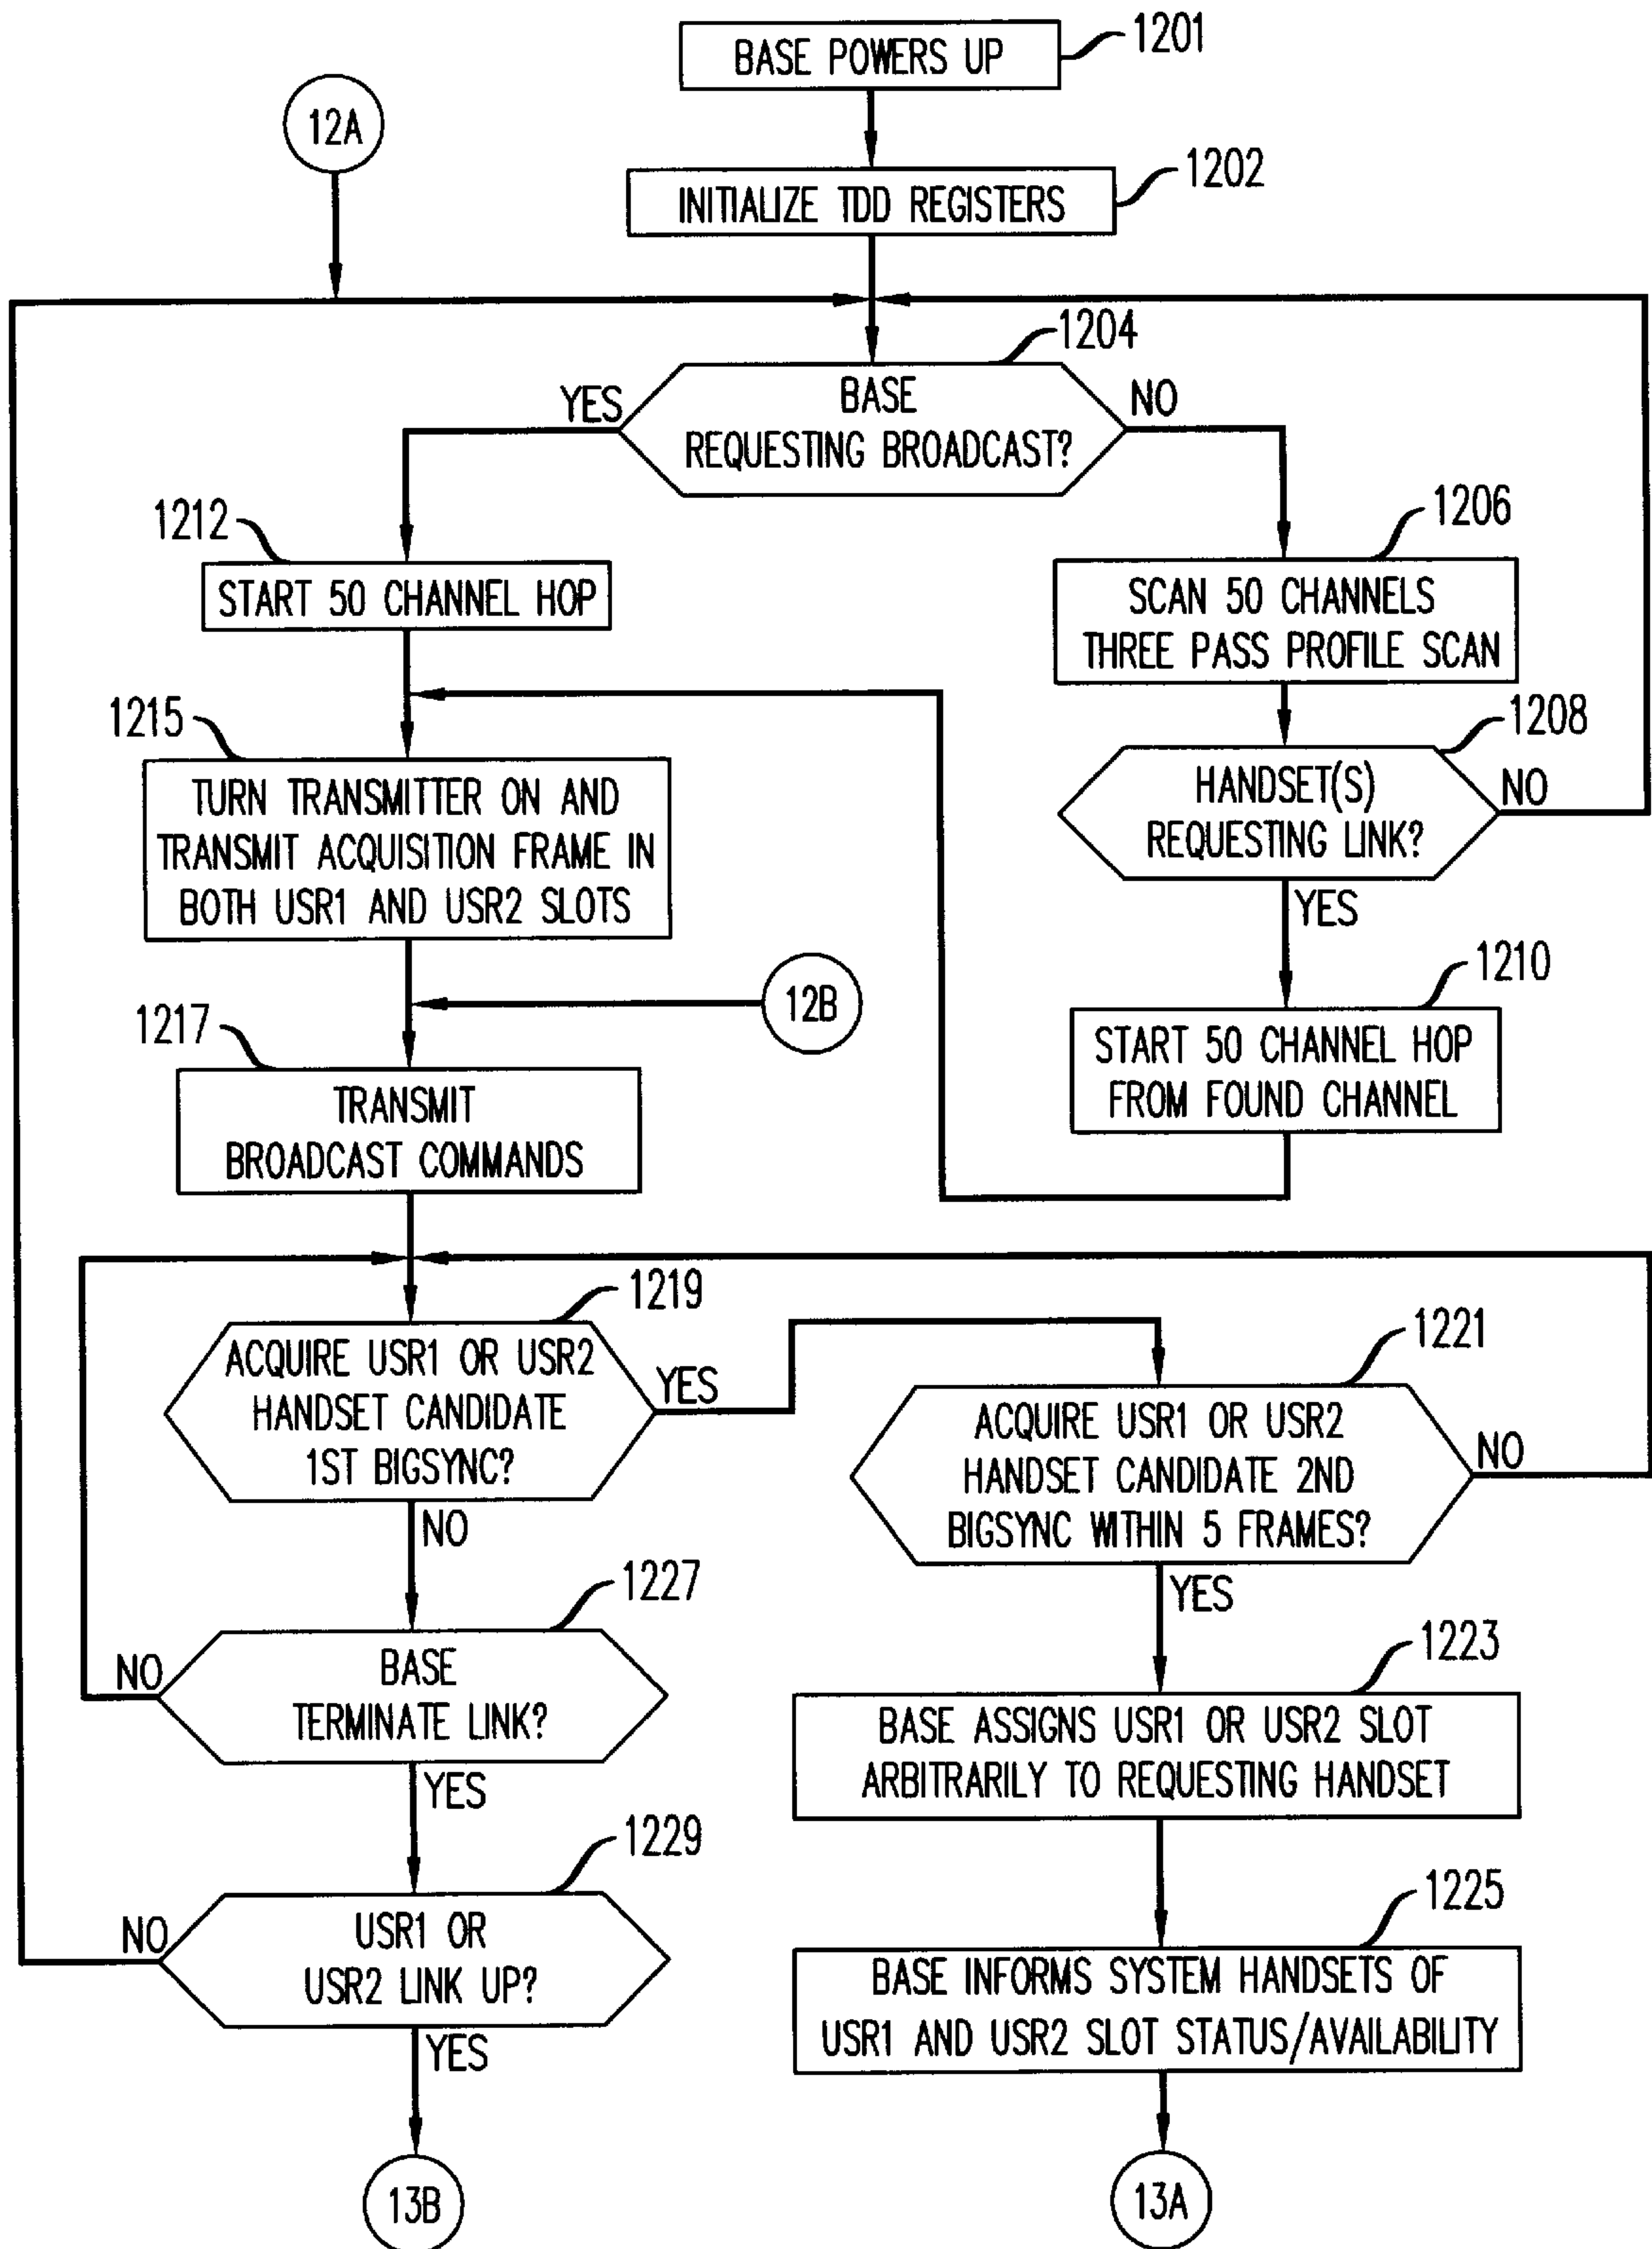 BASE POWERS UP
1201
12A
INITIALIZE TDD REGISTERS
1202
1204
BASE
REQUESTING BROADCAST?
YES
NO
1212
START 50 CHANNEL HOP
1206
SCAN 50 CHANNELS
THREE PASS PROFILE SCAN
1215
TURN TRANSMITTER ON AND
TRANSMIT ACQUISITION FRAME IN
BOTH USR1 AND USR2 SLOTS
1208
HANDSET(S)
REQUESTING LINK?
NO
YES
12B
1210
START 50 CHANNEL HOP
FROM FOUND CHANNEL
1217
TRANSMIT
BROADCAST COMMANDS
1219
ACQUIRE USR1 OR USR2
HANDSET CANDIDATE
1ST BIGSYNC?
YES
NO
1221
ACQUIRE USR1 OR USR2
HANDSET CANDIDATE 2ND
BIGSYNC WITHIN 5 FRAMES?
NO
YES
1227
BASE
TERMINATE LINK?
NO
YES
1223
BASE ASSIGNS USR1 OR USR2 SLOT
ARBITRARILY TO REQUESTING HANDSET
1229
USR1 OR
USR2 LINK UP?
NO
YES
1225
BASE INFORMS SYSTEM HANDSETS OF
USR1 AND USR2 SLOT STATUS/AVAILABILITY
13B
13A